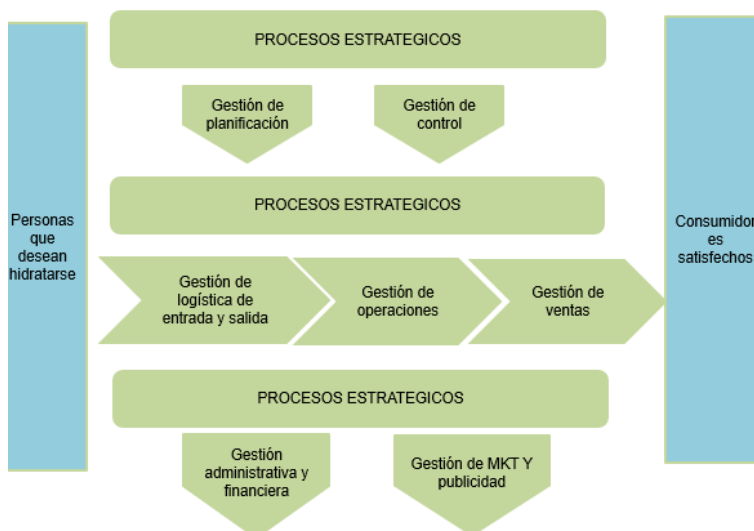 PROCESOS ESTRATEGICOS
Gestión de
planificación
Gestión de
control
PROCESOS ESTRATEGICOS
Personas
que
desean
hidratarse
Gestión de
logística de
entrada y salida
Gestión de
operaciones
Gestión de
ventas
Consumidor
es
satisfechos
PROCESOS ESTRATEGICOS
Gestión
administrativa y
financiera
Gestión de MKT Y
publicidad